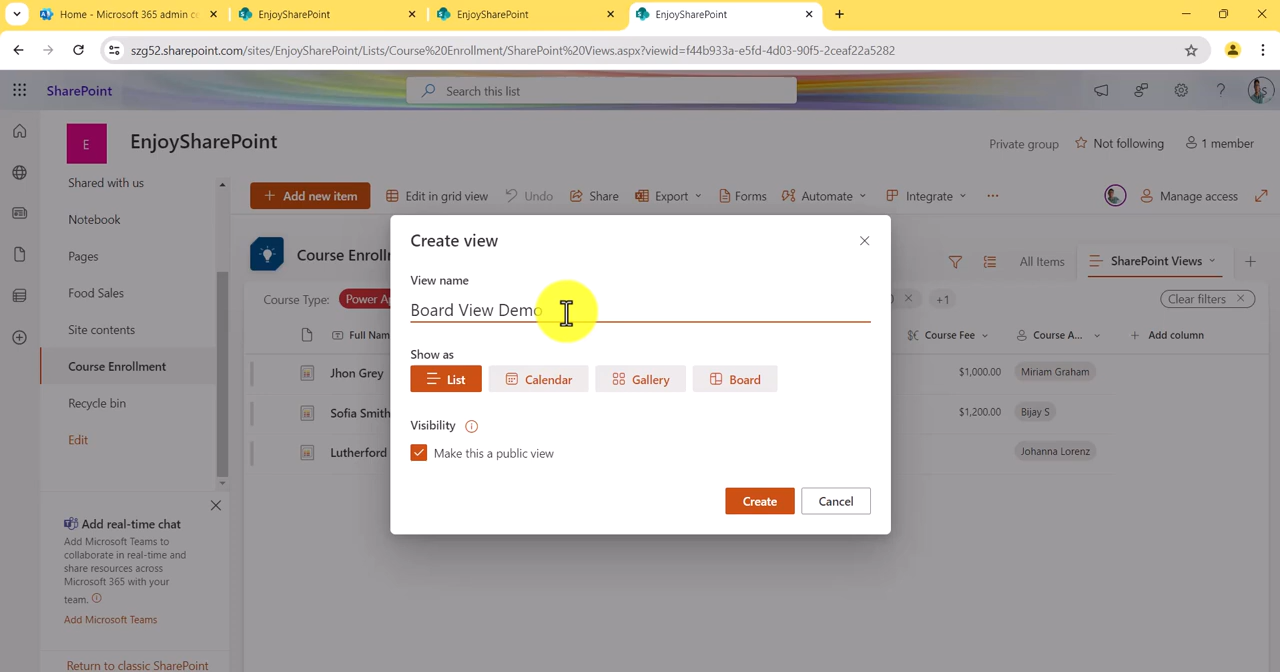 Home - Microsoft 365 admin ce
EnjoySharePoint
EnjoySharePoint
EnjoySharePoint
szg52.sharepoint.com/sites/EnjoySharePoint/Lists/Course%20Enrollment/SharePoint%20Views.aspx?viewid=f44b933a-e5fd-4d03-90f5-2ceaf22a5282
SharePoint
Search this list
E
EnjoySharePoint
Private group
Not following
1 member
Shared with us
Notebook
Pages
Food Sales
Site contents
Course Enrollment
Recycle bin
Edit
Add new item
Edit in grid view
Undo
Share
Export
Forms
Automate
Integrate
Manage access
Course Enroll
All Items
SharePoint Views
Course Type:
Power Ap
+1
Clear filters
Full Nam
Course Fee
Course A...
Add column
Jhon Grey
$1,000.00
Miriam Graham
Sofia Smith
$1,200.00
Bijay S
Lutherford
Johanna Lorenz
Create view
View name
Board View Demo
Show as
List
Calendar
Gallery
Board
Visibility
Make this a public view
Create
Cancel
Add real-time chat
Add Microsoft Teams to
collaborate in real-time and
share resources across
Microsoft 365 with your
team.
Add Microsoft Teams
Return to classic SharePoint